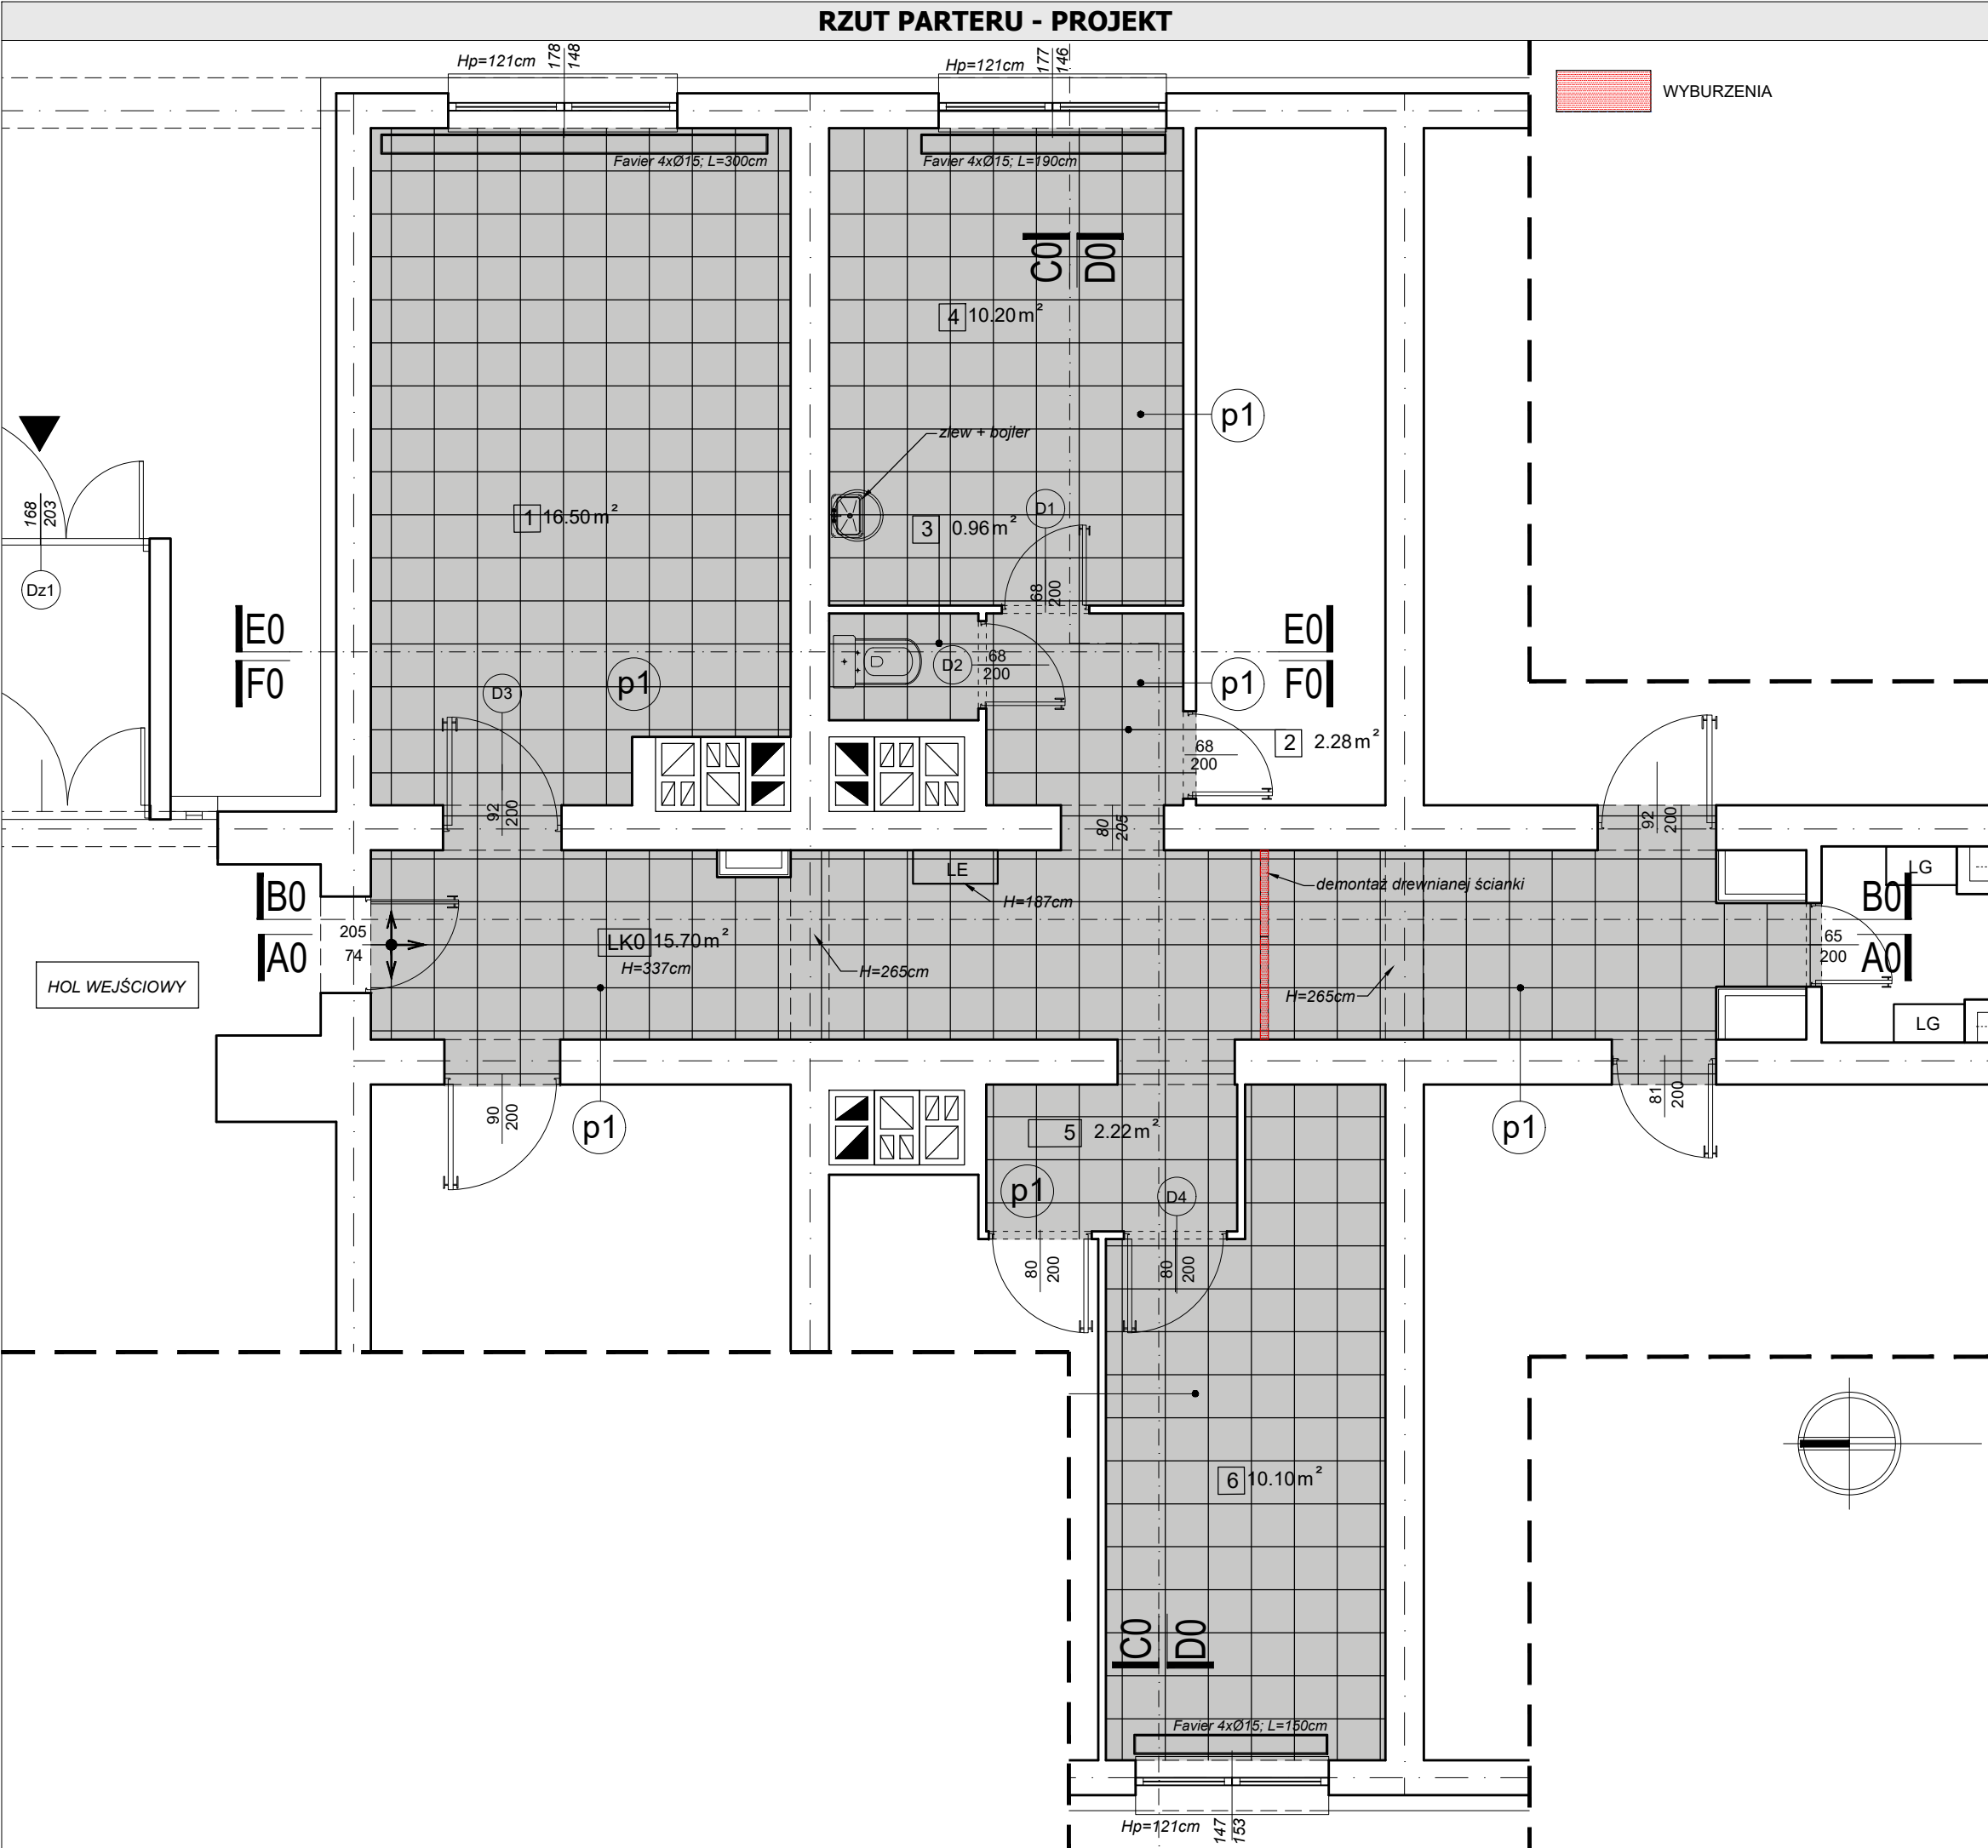 RZUT PARTERU - PROJEKT
Hp=121cm
178
148
Hp=121cm
177
146
WYBURZENIA
Favier 4xØ15; L=300cm
Favier 4xØ15; L=190cm
C0
D0
4 10.20 m²
p1
zlew + bojler
168
203
1 16.50 m²
3 0.96 m²
D1
Dz1
68
200
E0
F0
E0
F0
D3
p1
D2
68
200
p1
68
200
2 2.28 m²
92
200
80
205
92
200
LE
H=187cm
demontaż drewnianej ścianki
LG
B0
A0
205
74
LK0 15.70 m²
H=337cm
H=265cm
H=265cm
B0
A0
65
200
HOL WEJŚCIOWY
LG
90
200
p1
5 2.22 m²
p1
81
200
p1
D4
80
200
80
200
6 10.10 m²
C0
D0
Favier 4xØ15; L=150cm
Hp=121cm
147
153